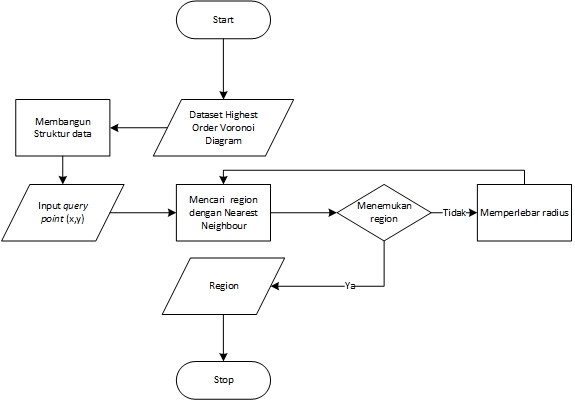 Start
Dataset Highest
Order Voronoi
Diagram
Membangun
Struktur data
Input query
point (x,y)
Mencari region
dengan Nearest
Neighbour
Menemukan
region
Tidak
Memperlebar radius
Ya
Region
Stop